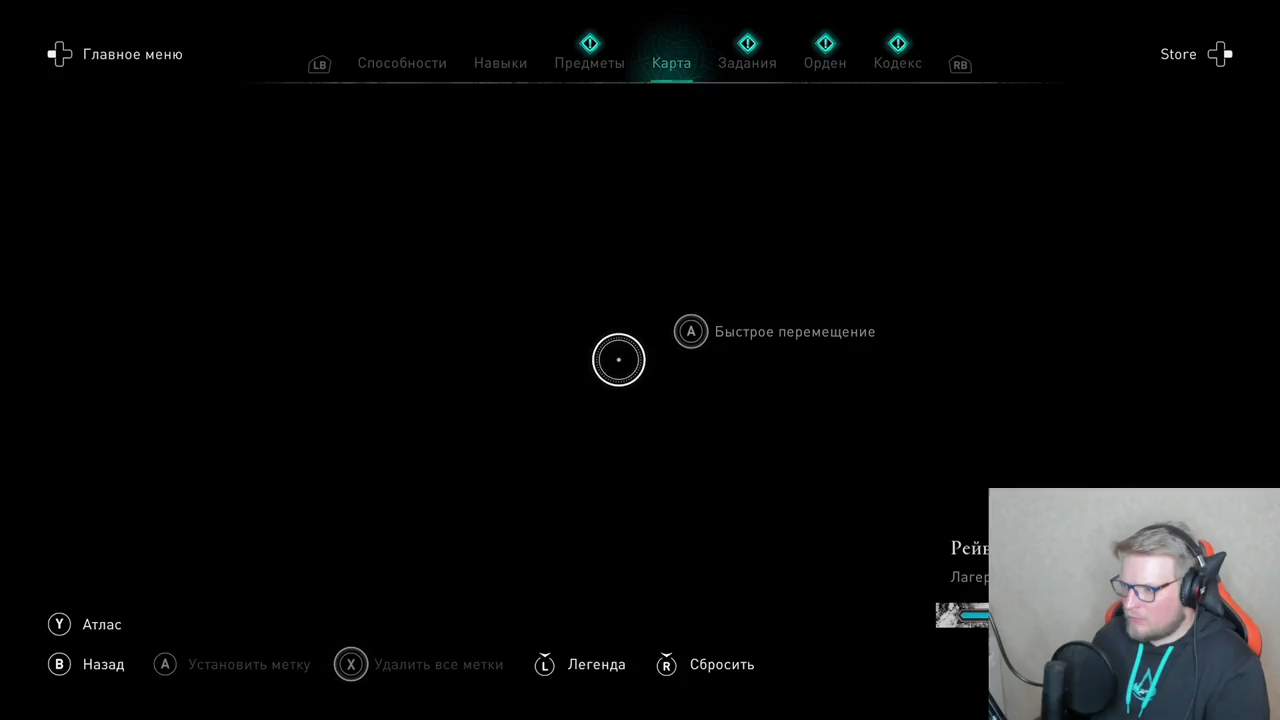 Главное меню
LB
Способности
Навыки
Предметы
Карта
Задания
Орден
Кодекс
RB
Store
A Быстрое перемещение
Y Атлас
B Назад
A Установить метку
X Удалить все метки
L Легенда
R Сбросить